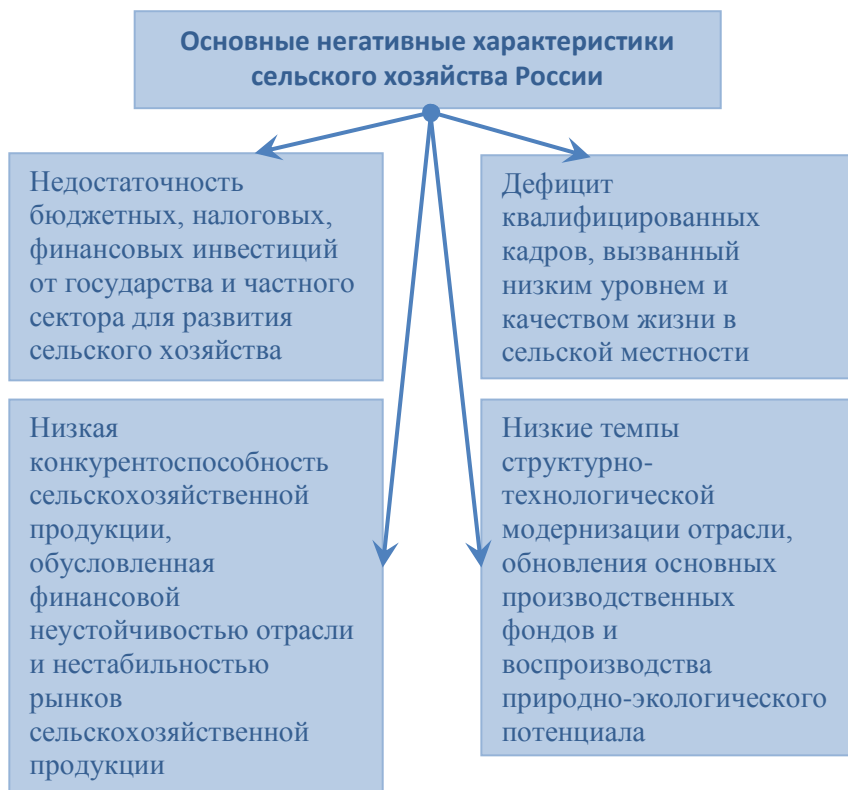 Основные негативные характеристики
сельского хозяйства России
Недостаточность
бюджетных, налоговых,
финансовых инвестиций
от государства и частного
сектора для развития
сельского хозяйства
Дефицит
квалифицированных
кадров, вызванный
низким уровнем и
качеством жизни в
сельской местности
Низкая
конкурентоспособность
сельскохозяйственной
продукции,
обусловленная
финансовой
неустойчивостью отрасли
и нестабильностью
рынков
сельскохозяйственной
продукции
Низкие темпы
структурно-
технологической
модернизации отрасли,
обновления основных
производственных
фондов и
воспроизводства
природно-экологического
потенциала